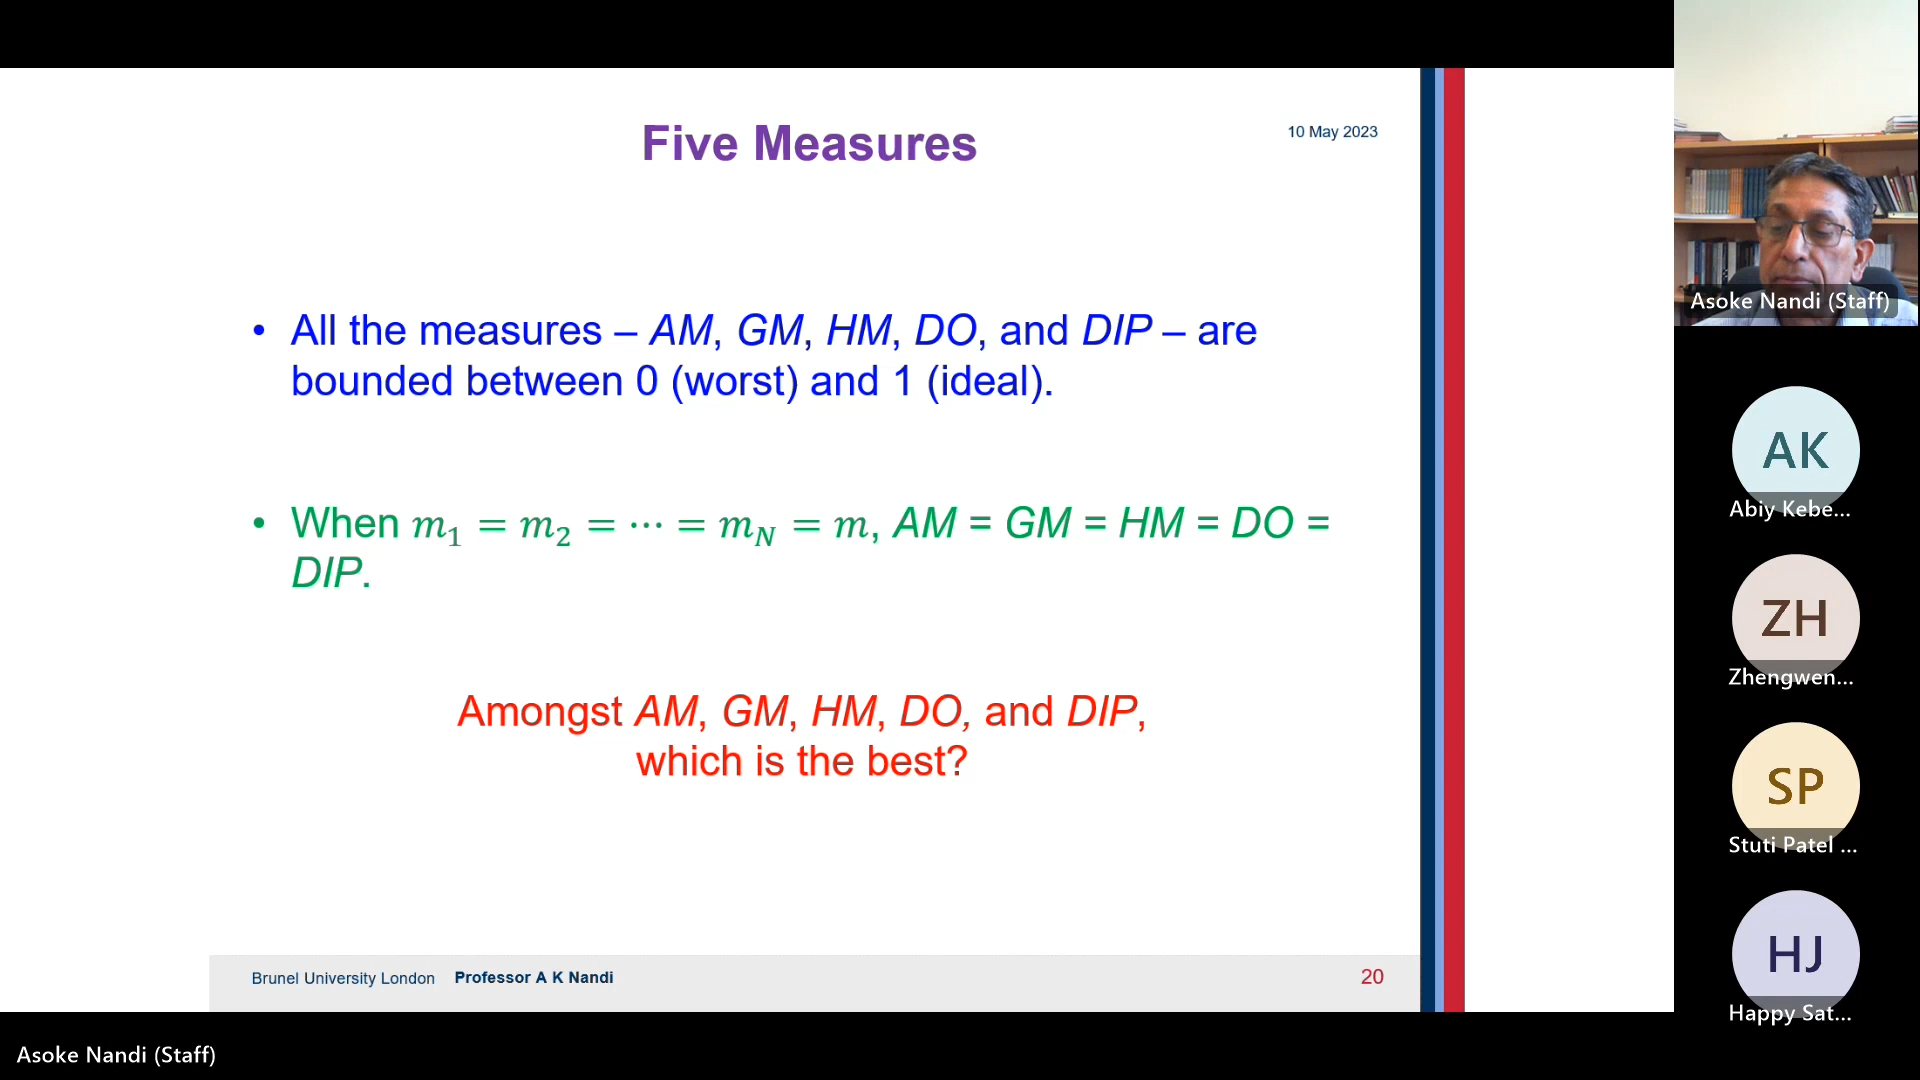 Five Measures
10 May 2023
• All the measures – AM, GM, HM, DO, and DIP – are
bounded between 0 (worst) and 1 (ideal).
• When m₁ = m₂ = ⋯ = m_N = m, AM = GM = HM = DO =
DIP.
Amongst AM, GM, HM, DO, and DIP,
which is the best?
Brunel University London Professor A K Nandi
20
Asoke Nandi (Staff)
AK
Abiy Kebe...
ZH
Zhengwen...
SP
Stuti Patel ...
HJ
Happy Sat...
Asoke Nandi (Staff)